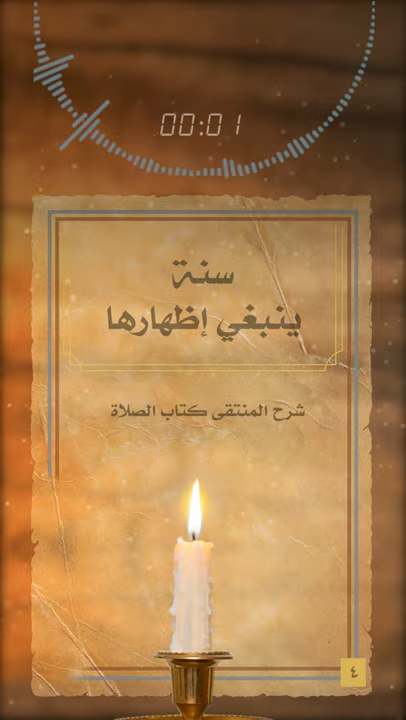 00:01
سنة
ينبغي إظهارها
شرح المنتقى كتاب الصلاة
٤